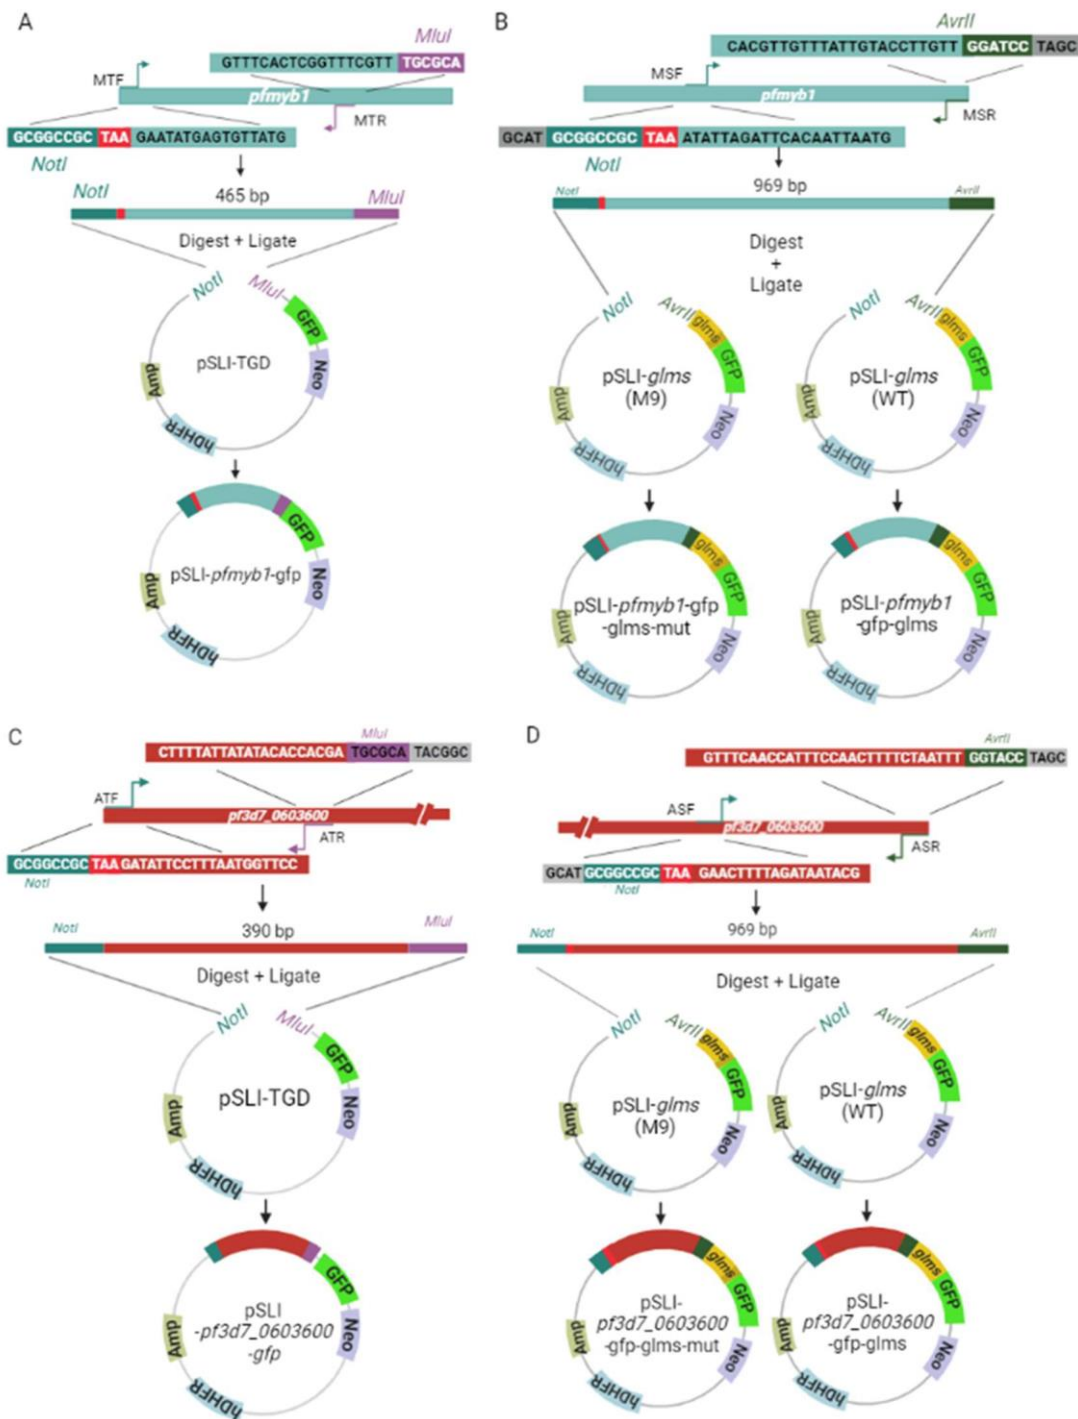 A
MluI
GTTTCACTCGGTTTCGTT TGCGCA
MTF
pfmyb1
MTR
GCGGCCGC TAA GAATATGAGTGTTATG
NotI
NotI
465 bp
MluI
Digest + Ligate
NotI
MluI
GFP
Neo
pSLI-TGD
Amp
hDHFR
GFP
Neo
pSLI-pfmyb1-gfp
Amp
hDHFR
B
AvrII
CACGTTGTTTATTGTACCTTGTT GGATCC TAGC
MSF
pfmyb1
MSR
GCAT GCGGCCGC TAA ATATTAGATTCACAATTAATG
NotI
969 bp
NotI
AvrII
Digest
+
Ligate
NotI
AvrII
glms
GFP
Neo
pSLI-glms
(M9)
Amp
hDHFR
NotI
AvrII
glms
GFP
Neo
pSLI-glms
(WT)
Amp
hDHFR
glms
GFP
Neo
pSLI-pfmyb1-gfp
-glms-mut
Amp
hDHFR
glms
GFP
Neo
pSLI-pfmyb1
-gfp-glms
Amp
hDHFR
C
MluI
CTTTTATTATATACACCACGA TGCGCA TACGGC
ATF
pf3d7_0603600
ATR
GCGGCCGC TAA GATATTCCTTTAATGGTTCC
NotI
NotI
390 bp
MluI
Digest + Ligate
NotI
MluI
GFP
Neo
pSLI-TGD
Amp
hDHFR
GFP
Neo
pSLI
-pf3d7_0603600
-gfp
Amp
hDHFR
D
AvrII
GTTTCAACCATTTCCAACTTTTCTAATTT GGTACC TAGC
ASF
pf3d7_0603600
ASR
GCAT GCGGCCGC TAA GAACTTTTAGATAATACG
NotI
NotI
969 bp
AvrII
Digest + Ligate
NotI
AvrII
glms
GFP
Neo
pSLI-glms
(M9)
Amp
hDHFR
NotI
AvrII
glms
GFP
Neo
pSLI-glms
(WT)
Amp
hDHFR
glms
GFP
Neo
pSLI-
pf3d7_0603600
-gfp-glms-mut
Amp
hDHFR
glms
GFP
Neo
pSLI-
pf3d7_0603600
-gfp-glms
Amp
hDHFR